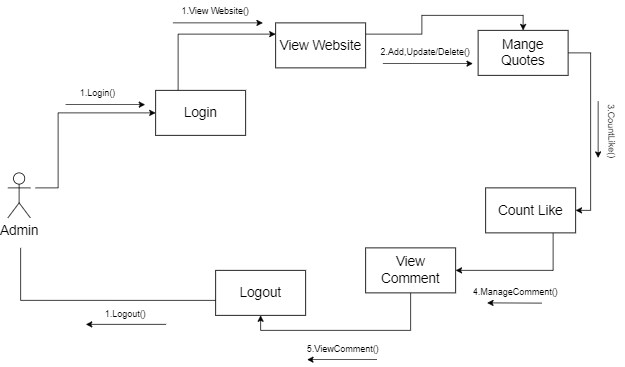 1.View Website()
View Website
2.Add,Update/Delete()
Mange
Quotes
1.Login()
Login
3.CountLike()
Admin
Count Like
View
Comment
4.ManageComment()
Logout
1.Logout()
5.ViewComment()